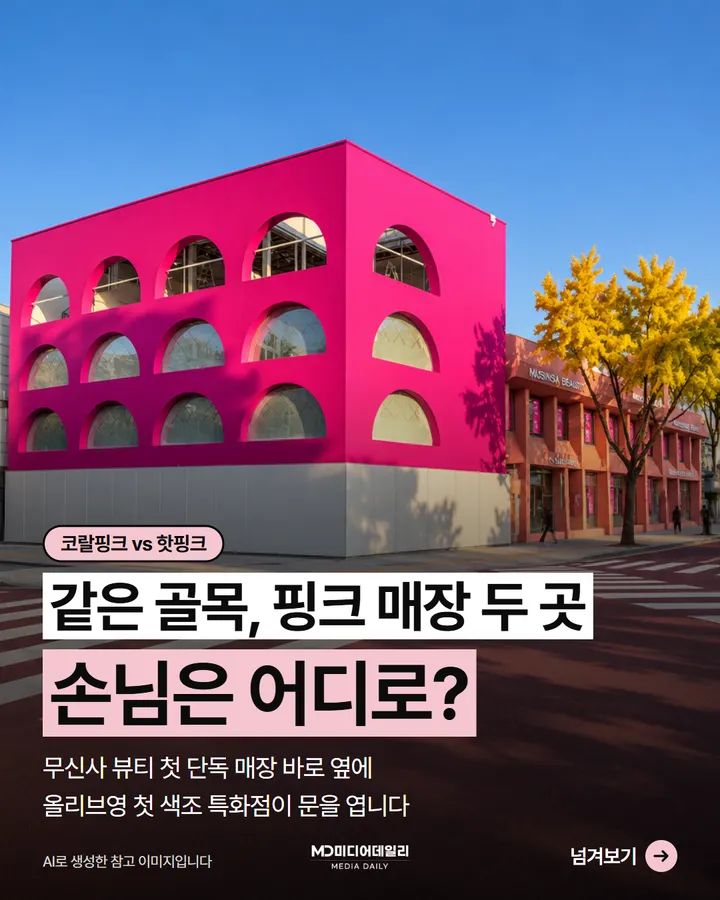 MUSINSA BEAUTY
코랄핑크 vs 핫핑크
같은 골목, 핑크 매장 두 곳
손님은 어디로?
무신사 뷰티 첫 단독 매장 바로 옆에
올리브영 첫 색조 특화점이 문을 엽니다
AI로 생성한 참고 이미지입니다
MD미디어데일리
MEDIA DAILY
넘겨보기